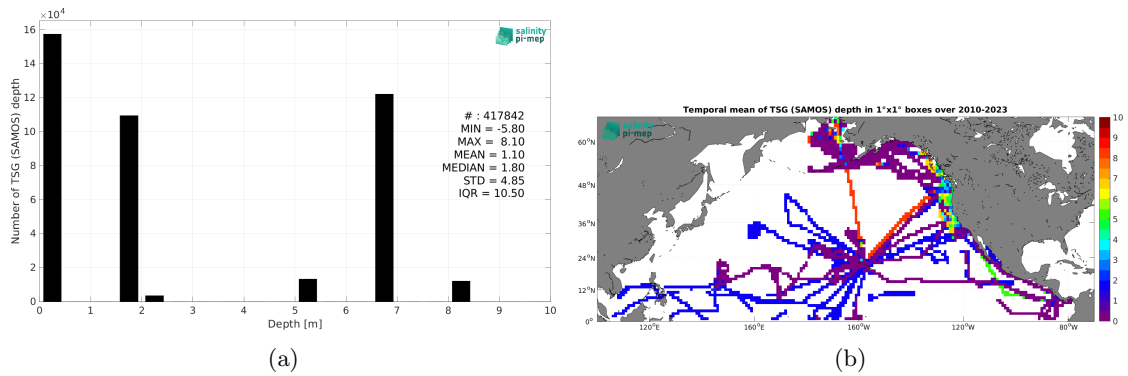 ×10⁴
salinity
pi-mep
16
14
12
10
8
6
4
2
0
Number of TSG (SAMOS) depth
# : 417842
MIN = -5.80
MAX = 8.10
MEAN = 1.10
MEDIAN = 1.80
STD = 4.85
IQR = 10.50
0 1 2 3 4 5 6 7 8 9 10
Depth [m]
(a)
Temporal mean of TSG (SAMOS) depth in 1°x1° boxes over 2010-2023
salinity
pi-mep
60°N
48°N
36°N
24°N
12°N
0°
120°E 160°E 160°W 120°W 80°W
10
9
8
7
6
5
4
3
2
1
0
(b)